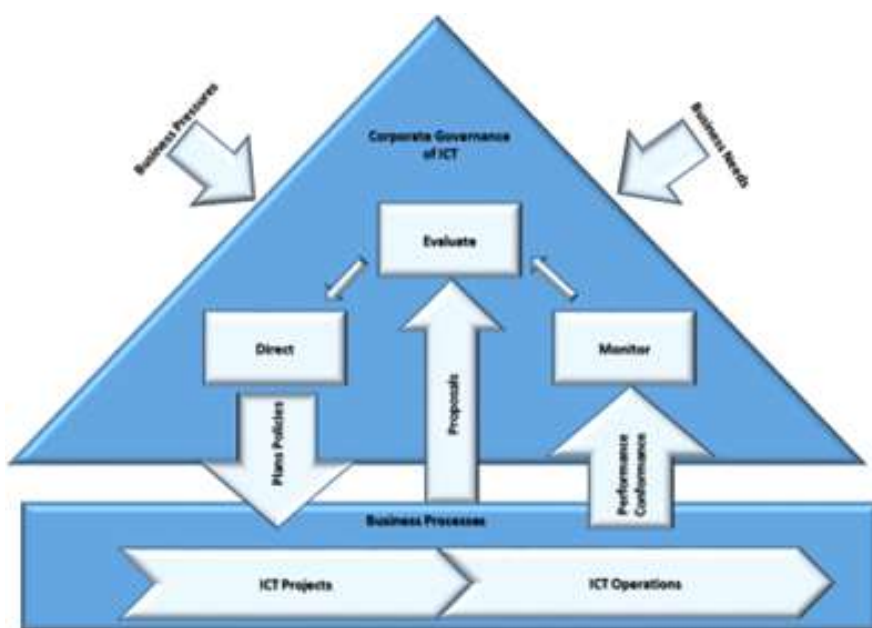 Business Pressures
Business Needs
Corporate Governance
of ICT
Evaluate
Direct
Monitor
Plans Policies
Proposals
Performance
Conformance
Business Processes
ICT Projects
ICT Operations